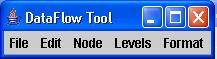 DataFlow Tool
File Edit Node Levels Format